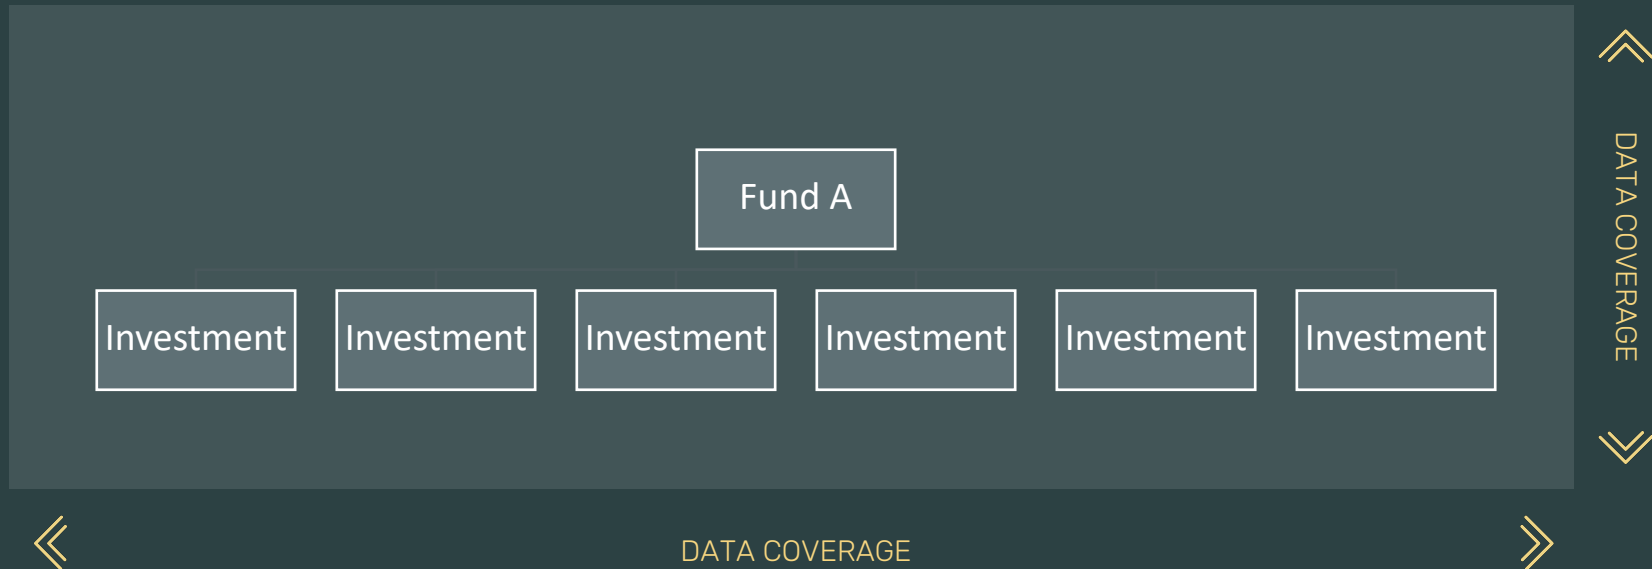 Fund A
Investment
Investment
Investment
Investment
Investment
Investment
DATA COVERAGE
DATA COVERAGE